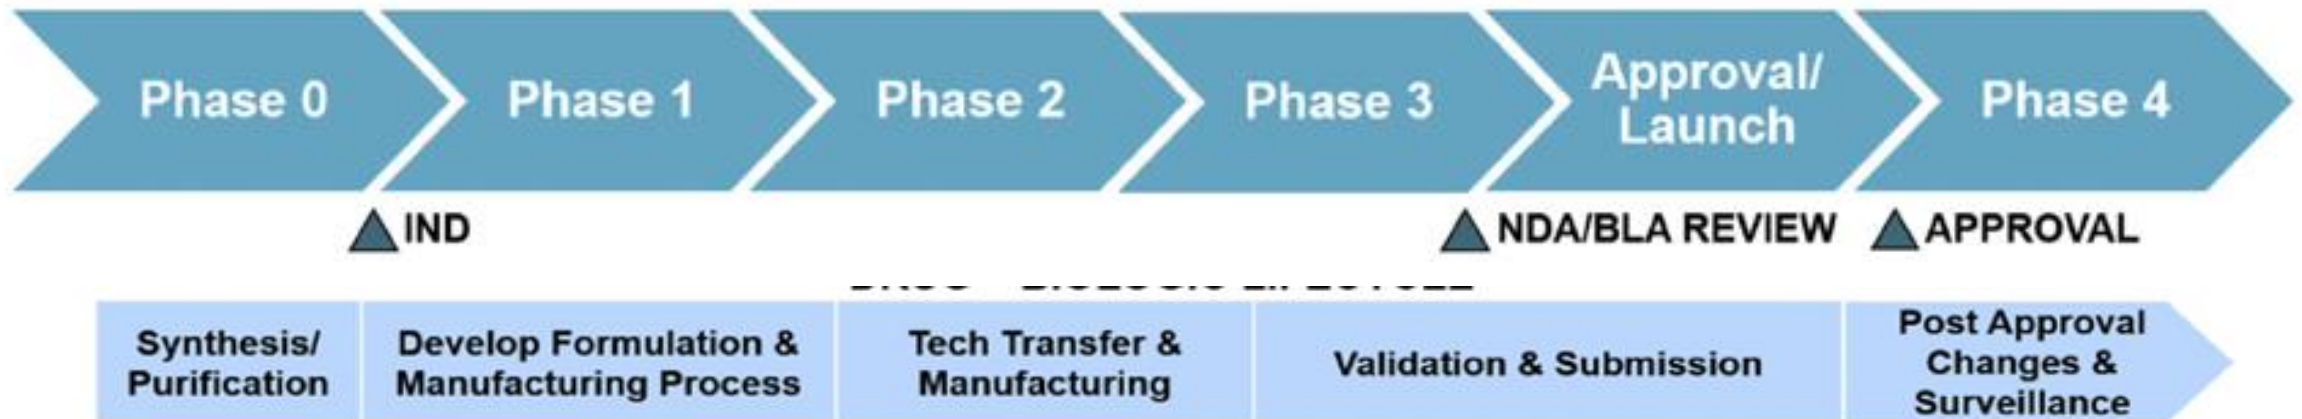 Phase 0
Phase 1
Phase 2
Phase 3
Approval/
Launch
Phase 4
IND
NDA/BLA REVIEW
APPROVAL
Synthesis/
Purification
Develop Formulation &
Manufacturing Process
Tech Transfer &
Manufacturing
Validation & Submission
Post Approval
Changes &
Surveillance